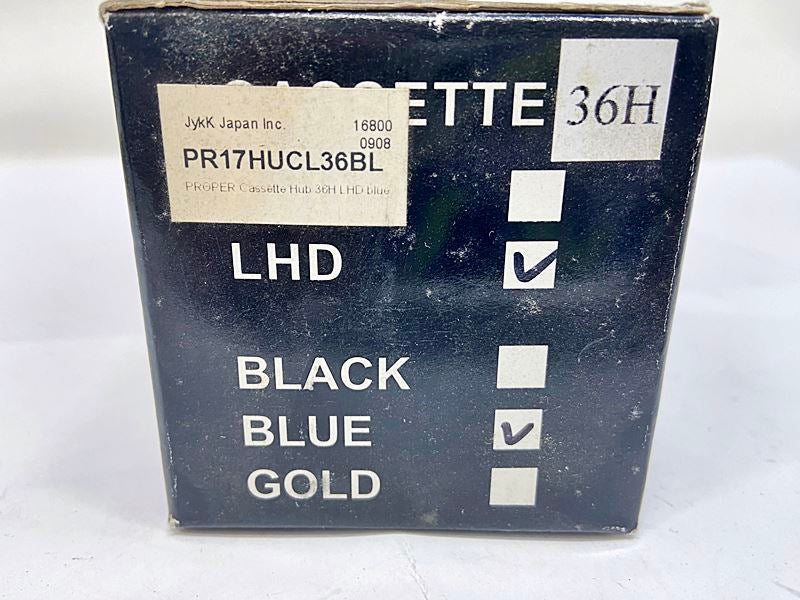 ETTE 36H
JykK Japan Inc. 16800
0908
PR17HUCL36BL
PROPER Cassette Hub 36H LHD blue
LHD
BLACK
BLUE
GOLD